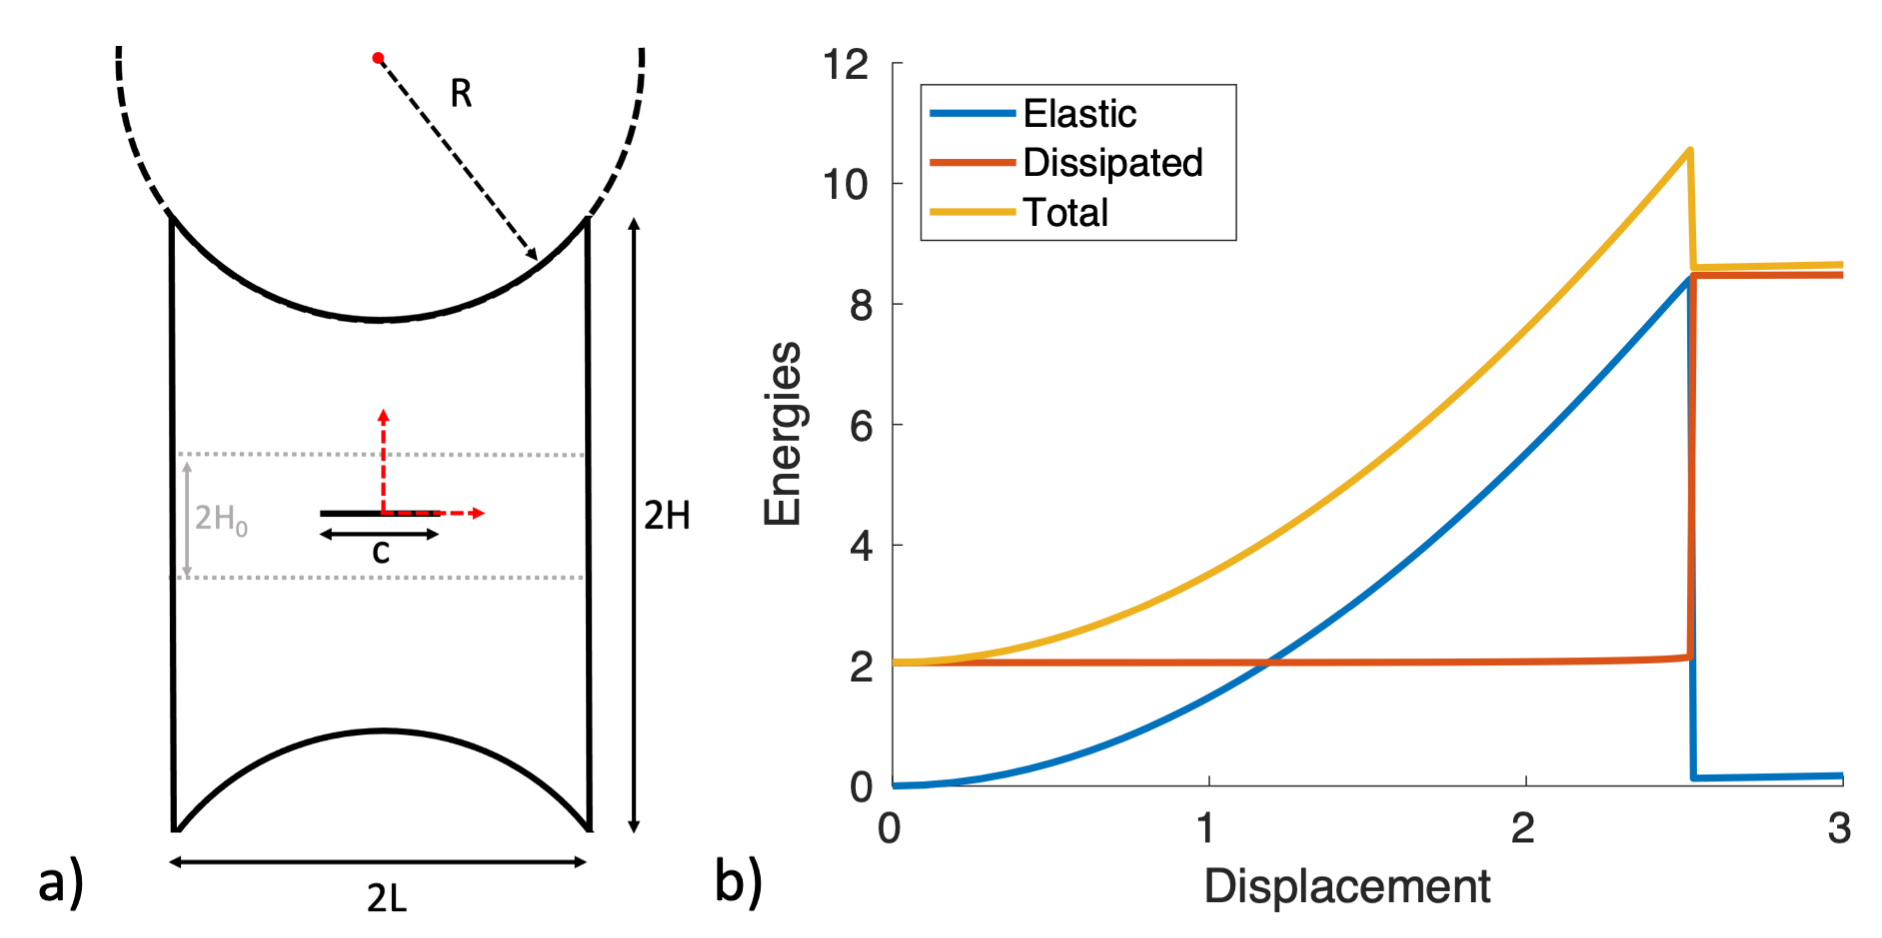 R
2H₀
c
2H
2L
a)
12
10
8
6
4
2
0
Energies
Elastic
Dissipated
Total
0 1 2 3
Displacement
b)